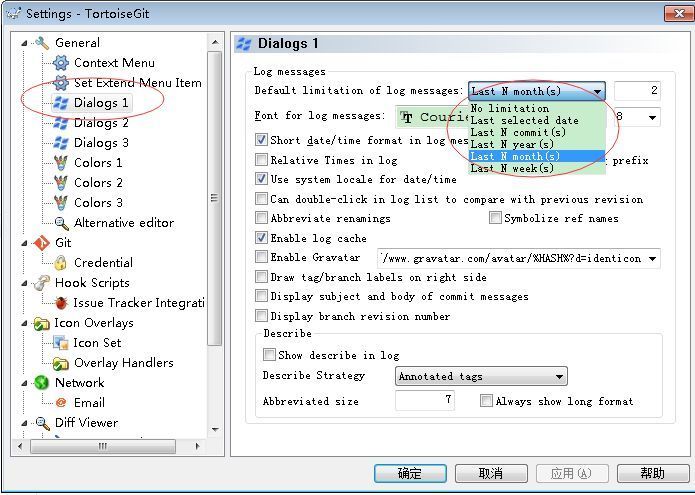 Settings - TortoiseGit
General
Context Menu
Set Extend Menu Item
Dialogs 1
Dialogs 2
Dialogs 3
Colors 1
Colors 2
Colors 3
Alternative editor
Git
Credential
Hook Scripts
Issue Tracker Integrati
Icon Overlays
Icon Set
Overlay Handlers
Network
Email
Diff Viewer
Dialogs 1
Log messages
Default limitation of log messages: Last N month(s) 2
No limitation
Last selected date
Last N commit(s)
Last N year(s)
Last N month(s)
Last N week(s)
Font for log messages: Couri 8
Short date/time format in log mes
Relative Times in log prefix
Use system locale for date/time
Can double-click in log list to compare with previous revision
Abbreviate renamings Symbolize ref names
Enable log cache
Enable Gravatar /www.gravatar.com/avatar/%HASH%?d=identicon
Draw tag/branch labels on right side
Display subject and body of commit messages
Display branch revision number
Describe
Show describe in log
Describe Strategy Annotated tags
Abbreviated size 7 Always show long format
确定 取消 应用(A) 帮助